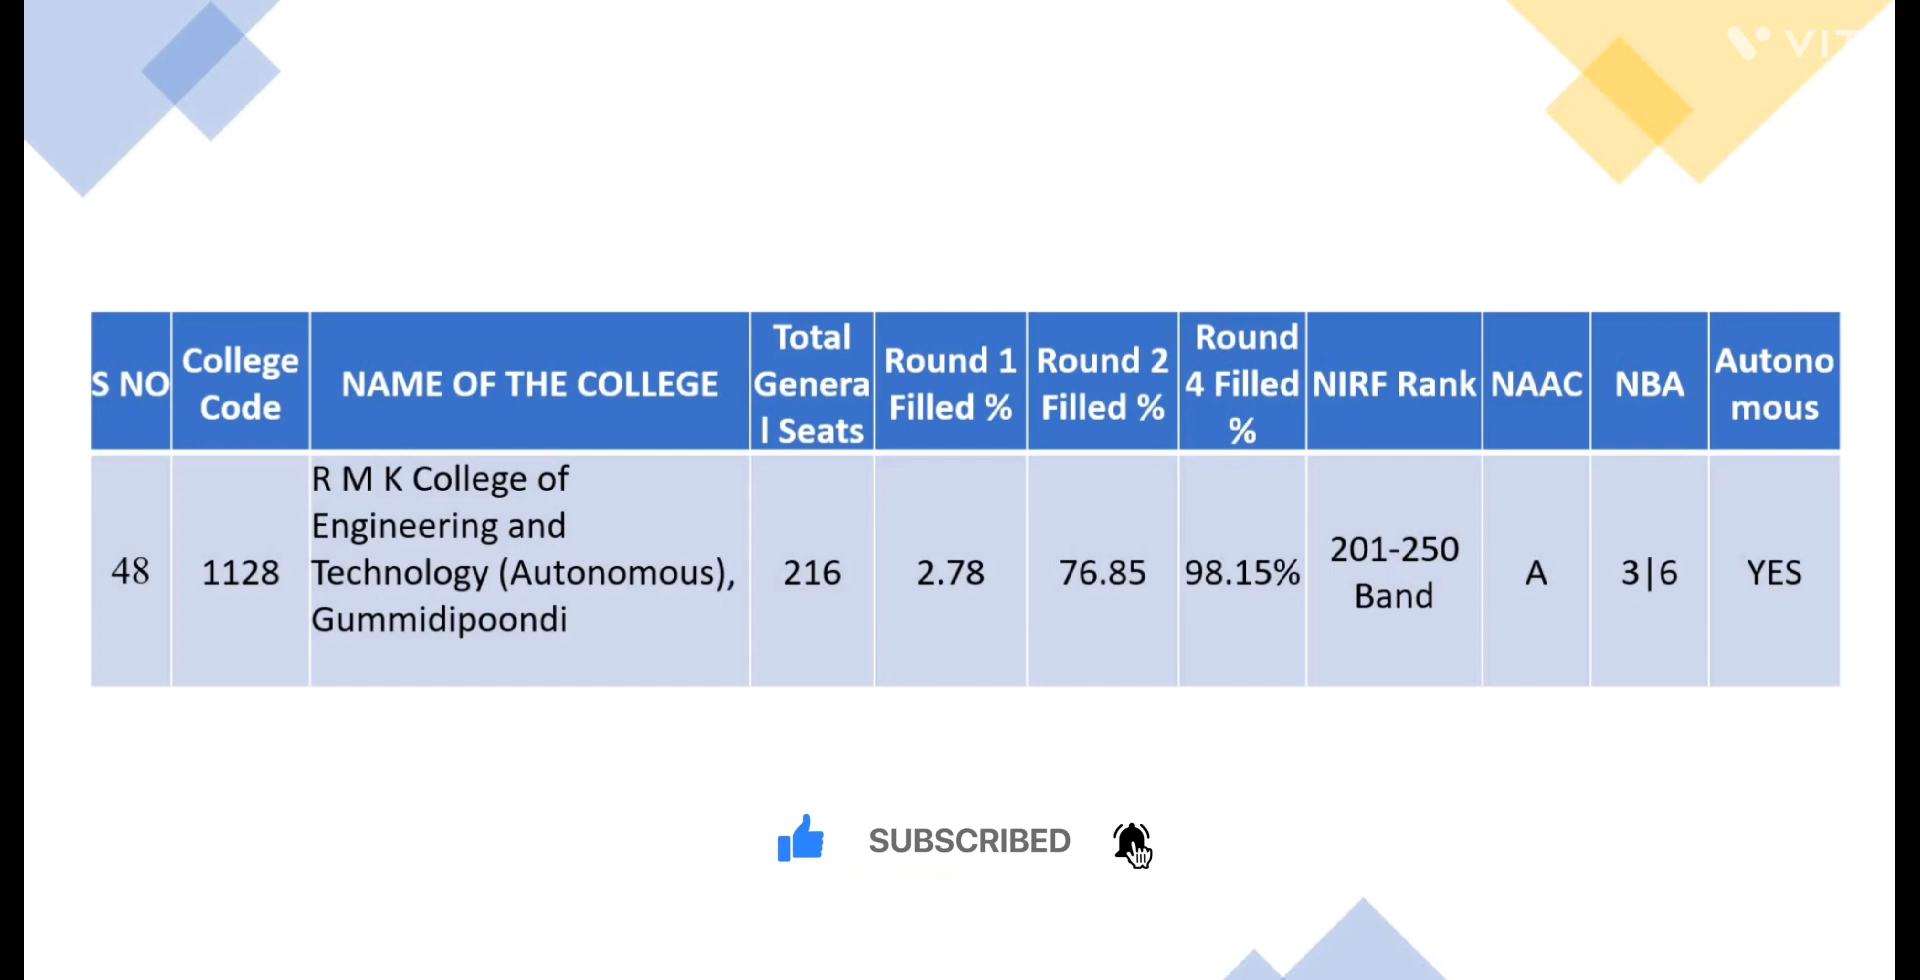 VIT
S NO
College
Code
NAME OF THE COLLEGE
Total
Genera
l Seats
Round 1
Filled %
Round 2
Filled %
Round
4 Filled
%
NIRF Rank
NAAC
NBA
Autono
mous
48
1128
R M K College of
Engineering and
Technology (Autonomous),
Gummidipoondi
216
2.78
76.85
98.15%
201-250
Band
A
3|6
YES
SUBSCRIBED